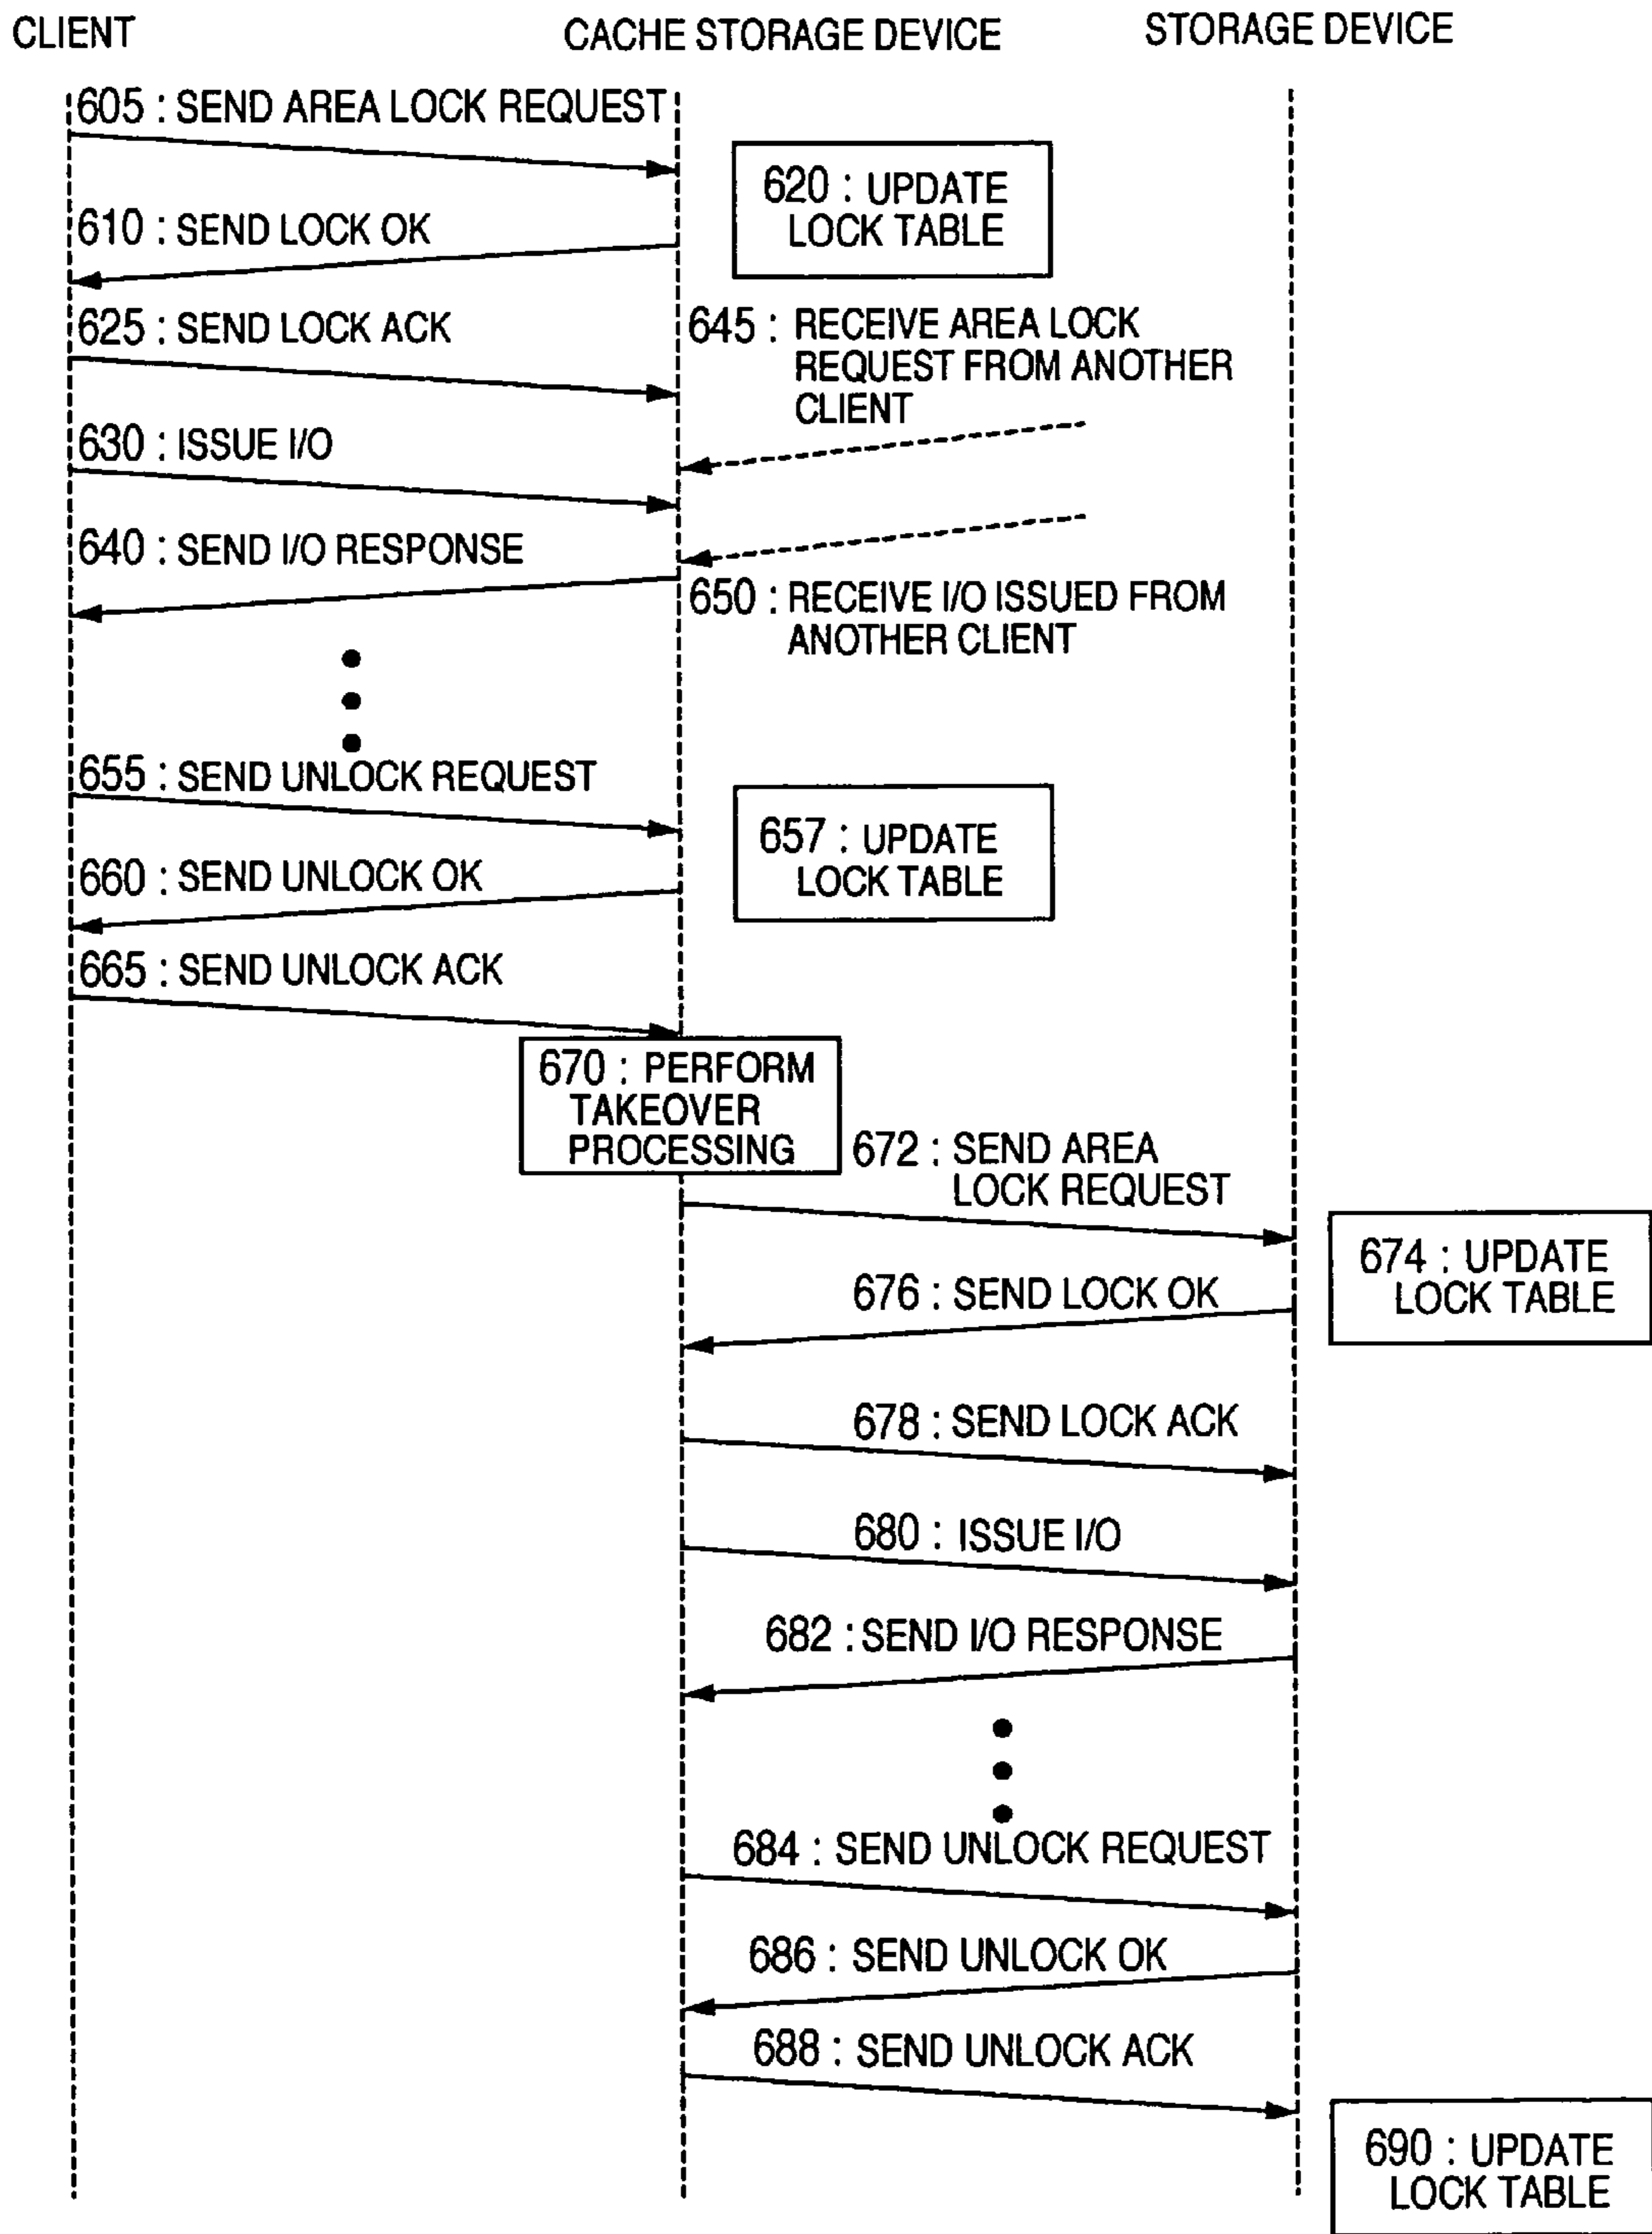 CLIENT
CACHE STORAGE DEVICE
STORAGE DEVICE
605 : SEND AREA LOCK REQUEST
620 : UPDATE
LOCK TABLE
610 : SEND LOCK OK
625 : SEND LOCK ACK
645 : RECEIVE AREA LOCK
REQUEST FROM ANOTHER
CLIENT
630 : ISSUE I/O
640 : SEND I/O RESPONSE
650 : RECEIVE I/O ISSUED FROM
ANOTHER CLIENT
655 : SEND UNLOCK REQUEST
657 : UPDATE
LOCK TABLE
660 : SEND UNLOCK OK
665 : SEND UNLOCK ACK
670 : PERFORM
TAKEOVER
PROCESSING
672 : SEND AREA
LOCK REQUEST
674 : UPDATE
LOCK TABLE
676 : SEND LOCK OK
678 : SEND LOCK ACK
680 : ISSUE I/O
682 : SEND I/O RESPONSE
684 : SEND UNLOCK REQUEST
686 : SEND UNLOCK OK
688 : SEND UNLOCK ACK
690 : UPDATE
LOCK TABLE